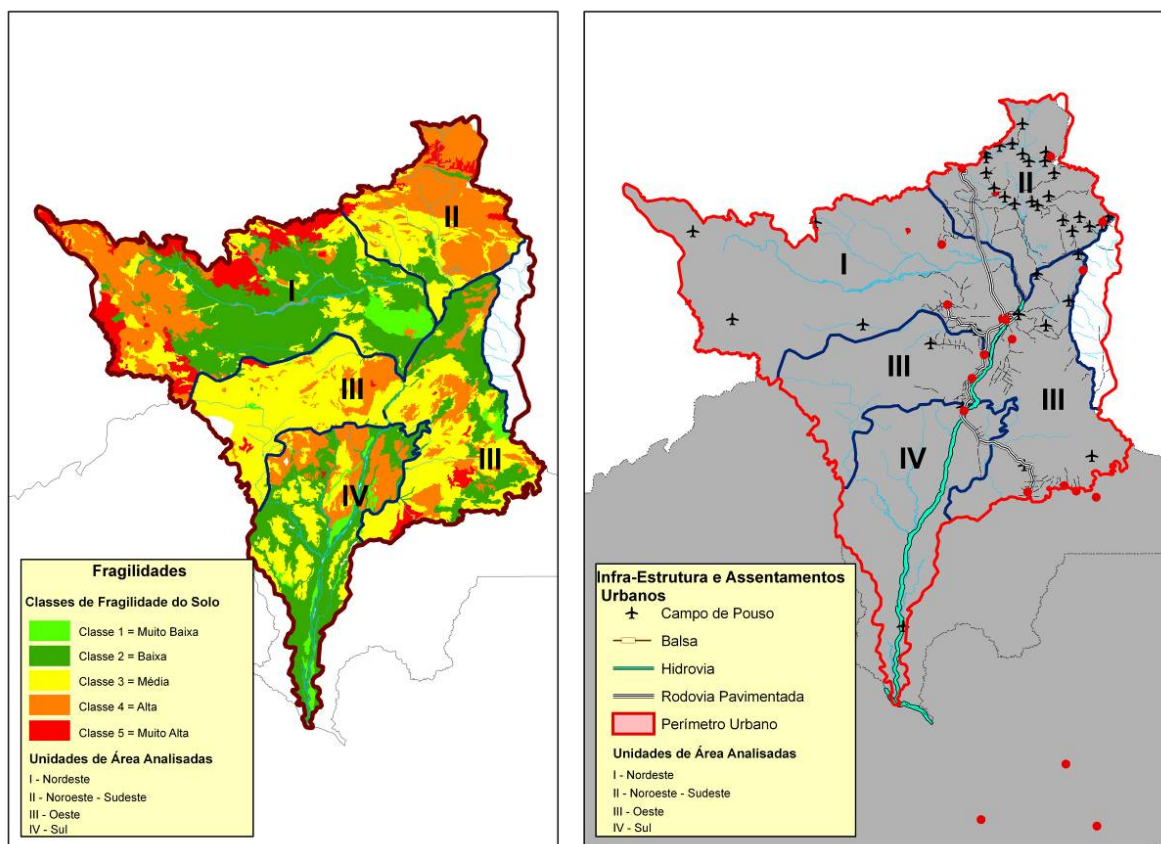 II
I
III
III
IV
Fragilidades
Classes de Fragilidade do Solo
Classe 1 = Muito Baixa
Classe 2 = Baixa
Classe 3 = Média
Classe 4 = Alta
Classe 5 = Muito Alta
Unidades de Área Analisadas
I - Nordeste
II - Noroeste - Sudeste
III - Oeste
IV - Sul
II
I
III
III
IV
Infra-Estrutura e Assentamentos
Urbanos
Campo de Pouso
Balsa
Hidrovia
Rodovia Pavimentada
Perímetro Urbano
Unidades de Área Analisadas
I - Nordeste
II - Noroeste - Sudeste
III - Oeste
IV - Sul